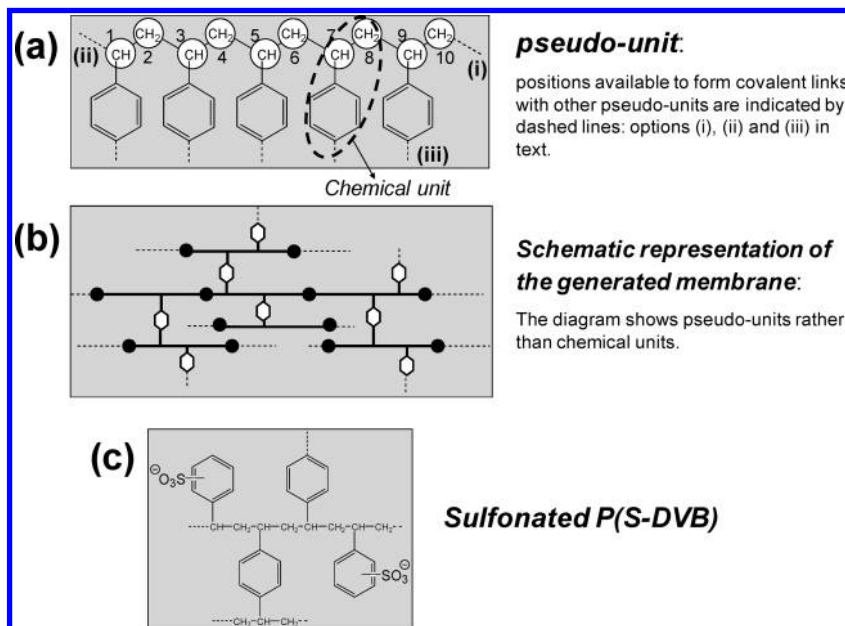 (a)
1 CH₂ 3 CH₂ 5 CH₂ 7 CH₂ 9 CH₂
(ii) CH 2 CH 4 CH 6 CH 8 CH 10 (i)
(iii)
Chemical unit
pseudo-unit:
positions available to form covalent links
with other pseudo-units are indicated by
dashed lines: options (i), (ii) and (iii) in
text.
(b)
Schematic representation of
the generated membrane:
The diagram shows pseudo-units rather
than chemical units.
(c)
⊖O₃S
CH—CH₂—CH—CH₂—CH—CH₂—CH—CH₂
SO₃⊖
CH₂—CH—CH₂
Sulfonated P(S-DVB)